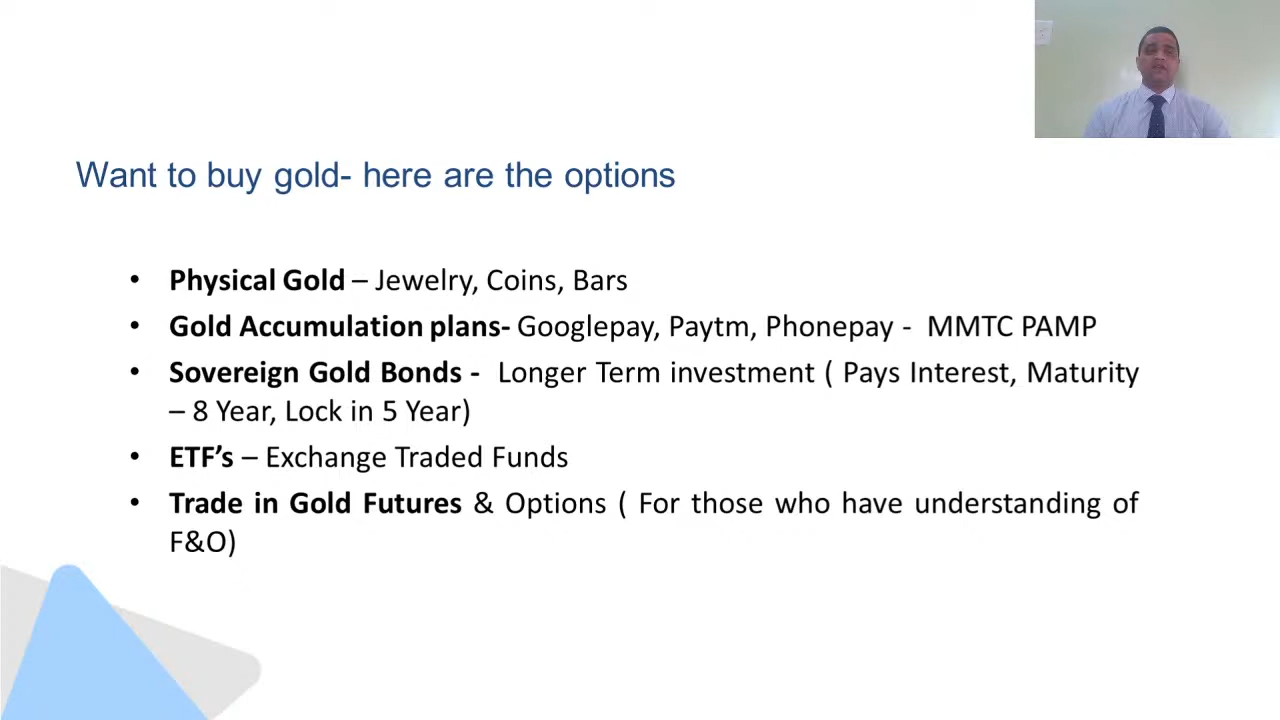 Want to buy gold- here are the options
• Physical Gold – Jewelry, Coins, Bars
• Gold Accumulation plans- Googlepay, Paytm, Phonepay - MMTC PAMP
• Sovereign Gold Bonds - Longer Term investment ( Pays Interest, Maturity
– 8 Year, Lock in 5 Year)
• ETF’s – Exchange Traded Funds
• Trade in Gold Futures & Options ( For those who have understanding of
F&O)